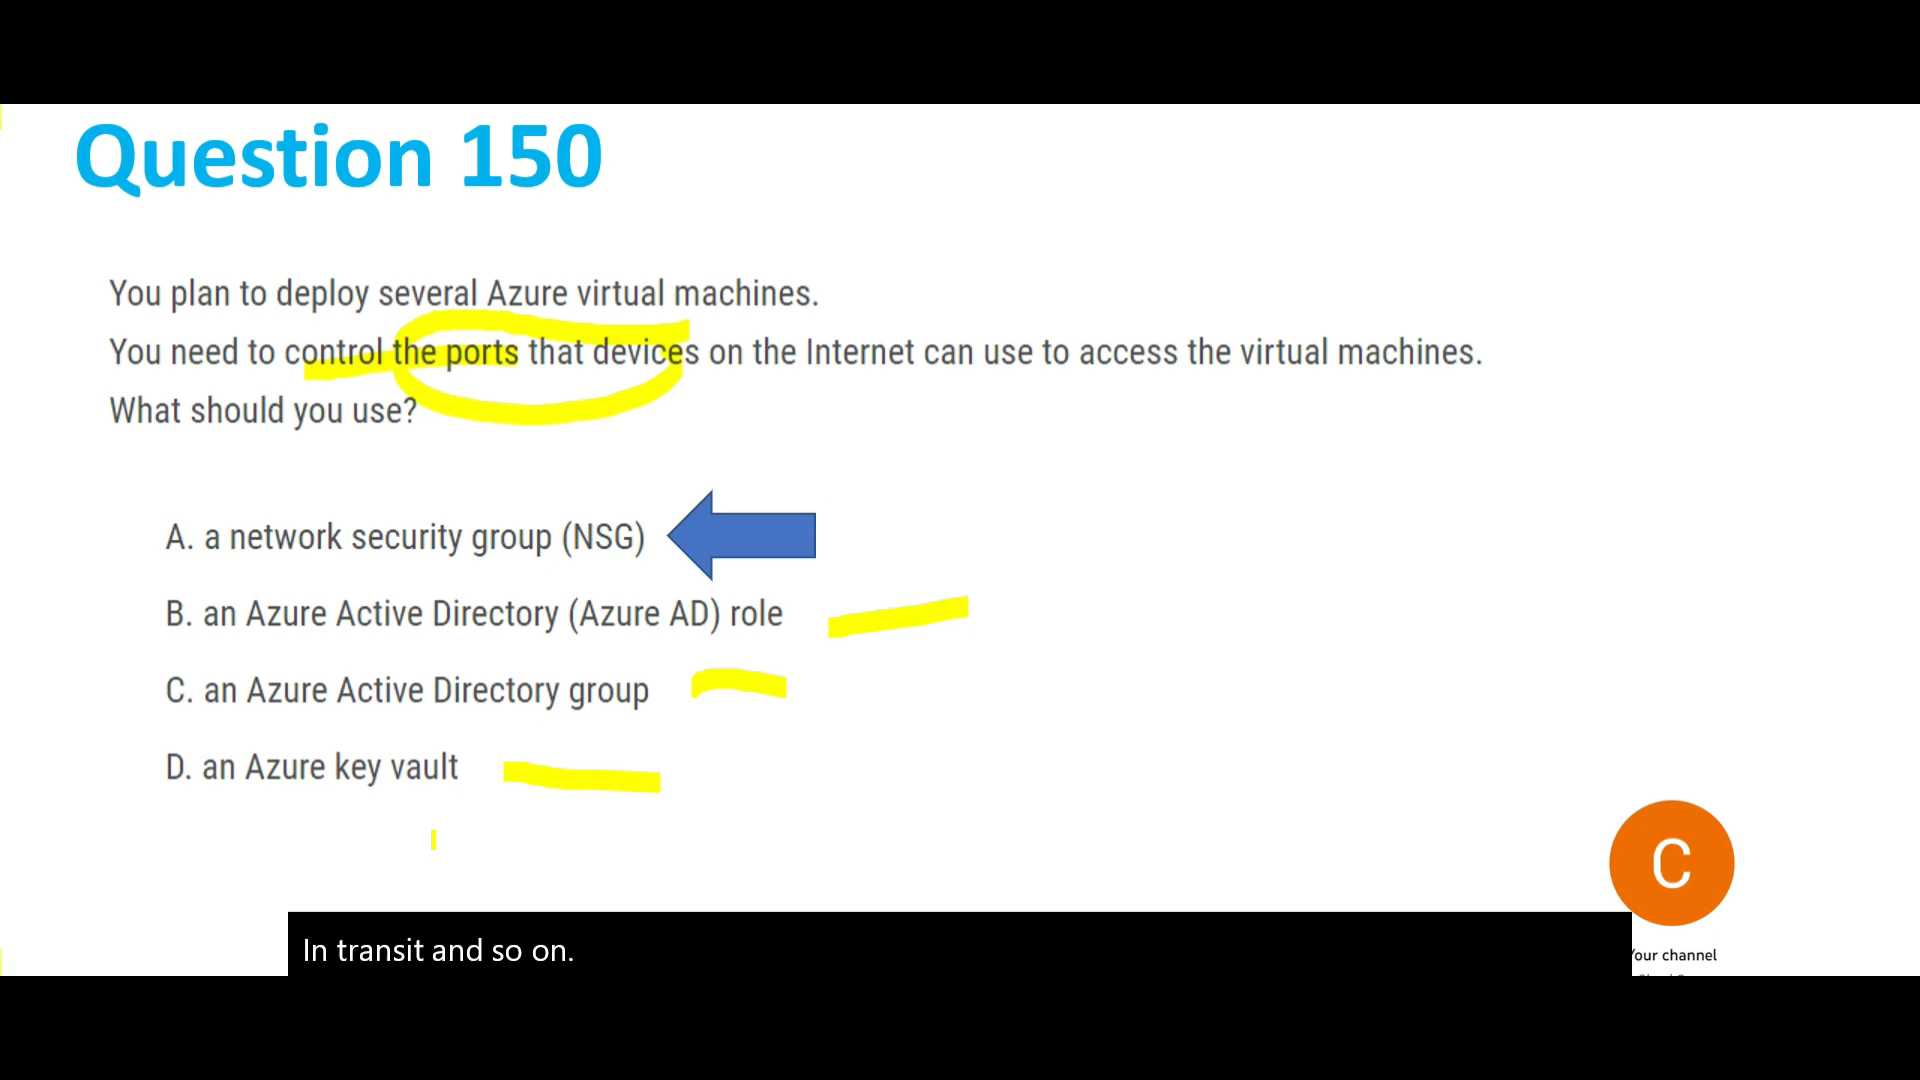 Question 150
You plan to deploy several Azure virtual machines.
You need to control the ports that devices on the Internet can use to access the virtual machines.
What should you use?
A. a network security group (NSG)
B. an Azure Active Directory (Azure AD) role
C. an Azure Active Directory group
D. an Azure key vault
C
Your channel
In transit and so on.